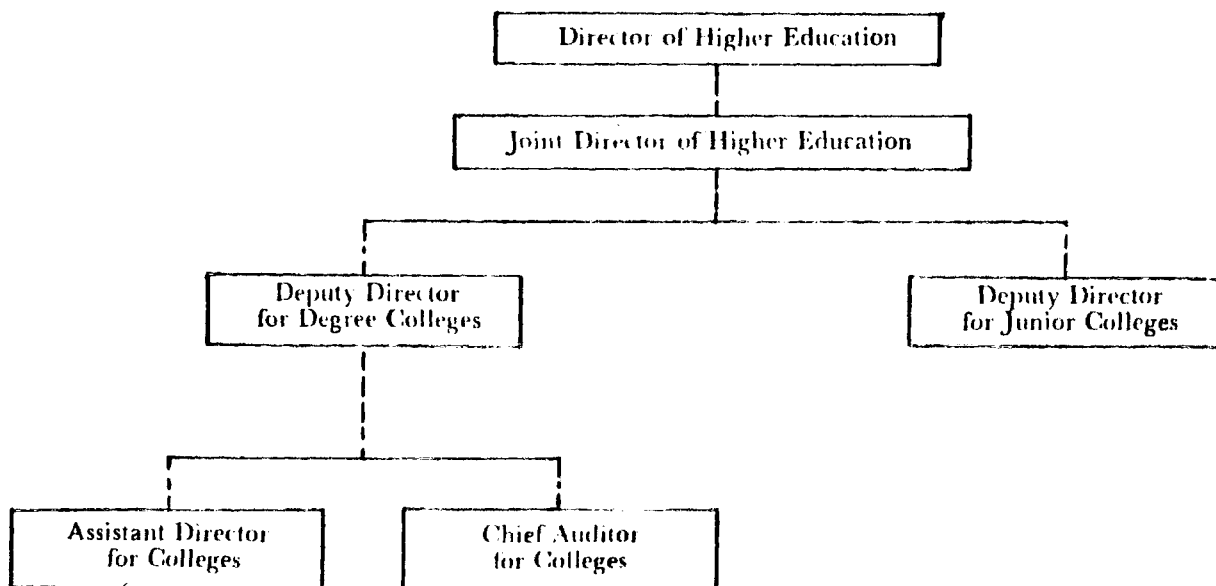 Director of Higher Education
Joint Director of Higher Education
Deputy Director
for Degree Colleges
Deputy Director
for Junior Colleges
Assistant Director
for Colleges
Chief Auditor
for Colleges